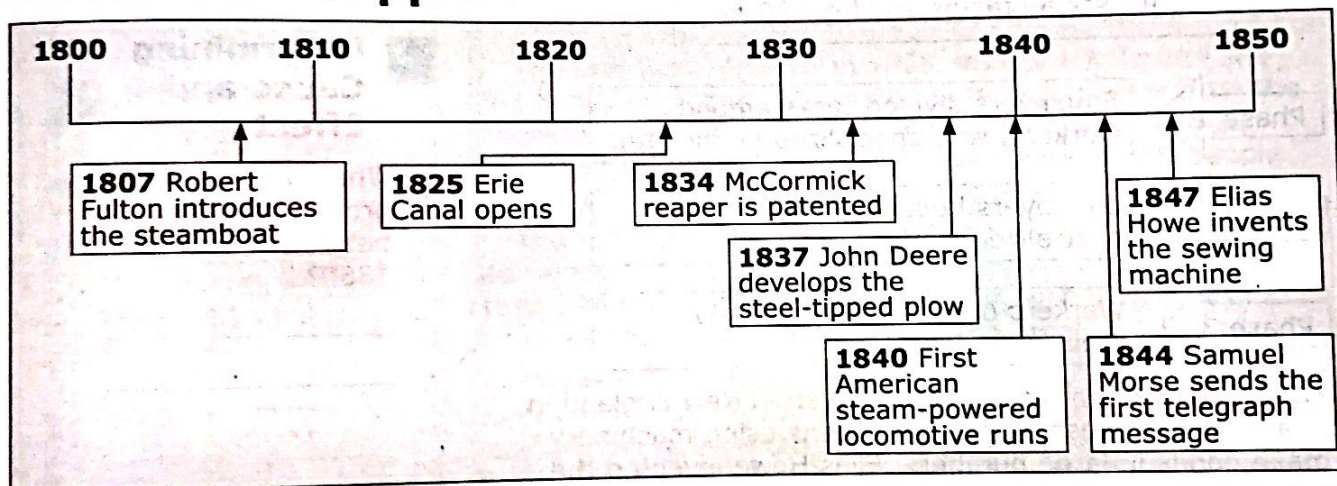 1800 1810 1820 1830 1840 1850
1807 Robert
Fulton introduces
the steamboat
1825 Erie
Canal opens
1834 McCormick
reaper is patented
1837 John Deere
develops the
steel-tipped plow
1840 First
American
steam-powered
locomotive runs
1844 Samuel
Morse sends the
first telegraph
message
1847 Elias
Howe invents
the sewing
machine